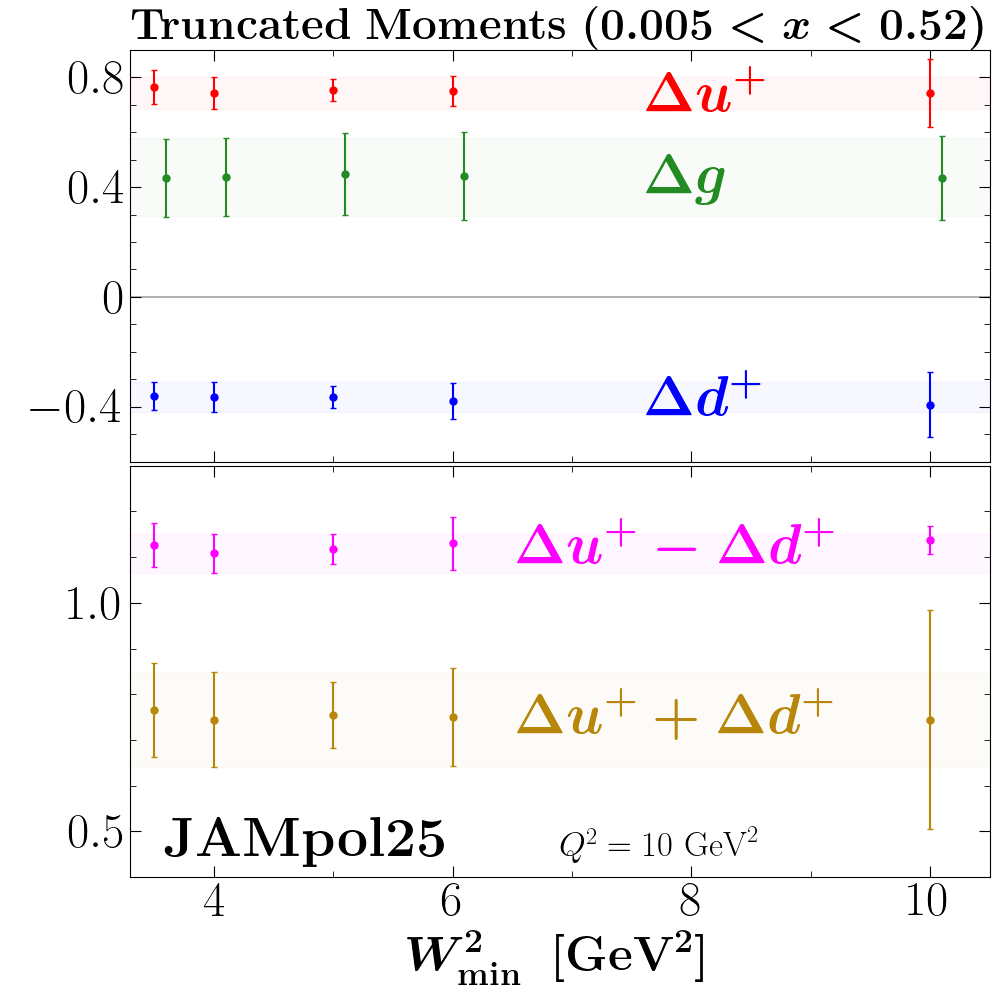 Truncated Moments (0.005 < x < 0.52)
0.8
Δu⁺
0.4
Δg
0
−0.4
Δd⁺
Δu⁺ − Δd⁺
1.0
Δu⁺ + Δd⁺
0.5
JAMpol25
Q² = 10 GeV²
4 6 8 10
W²_min [GeV²]